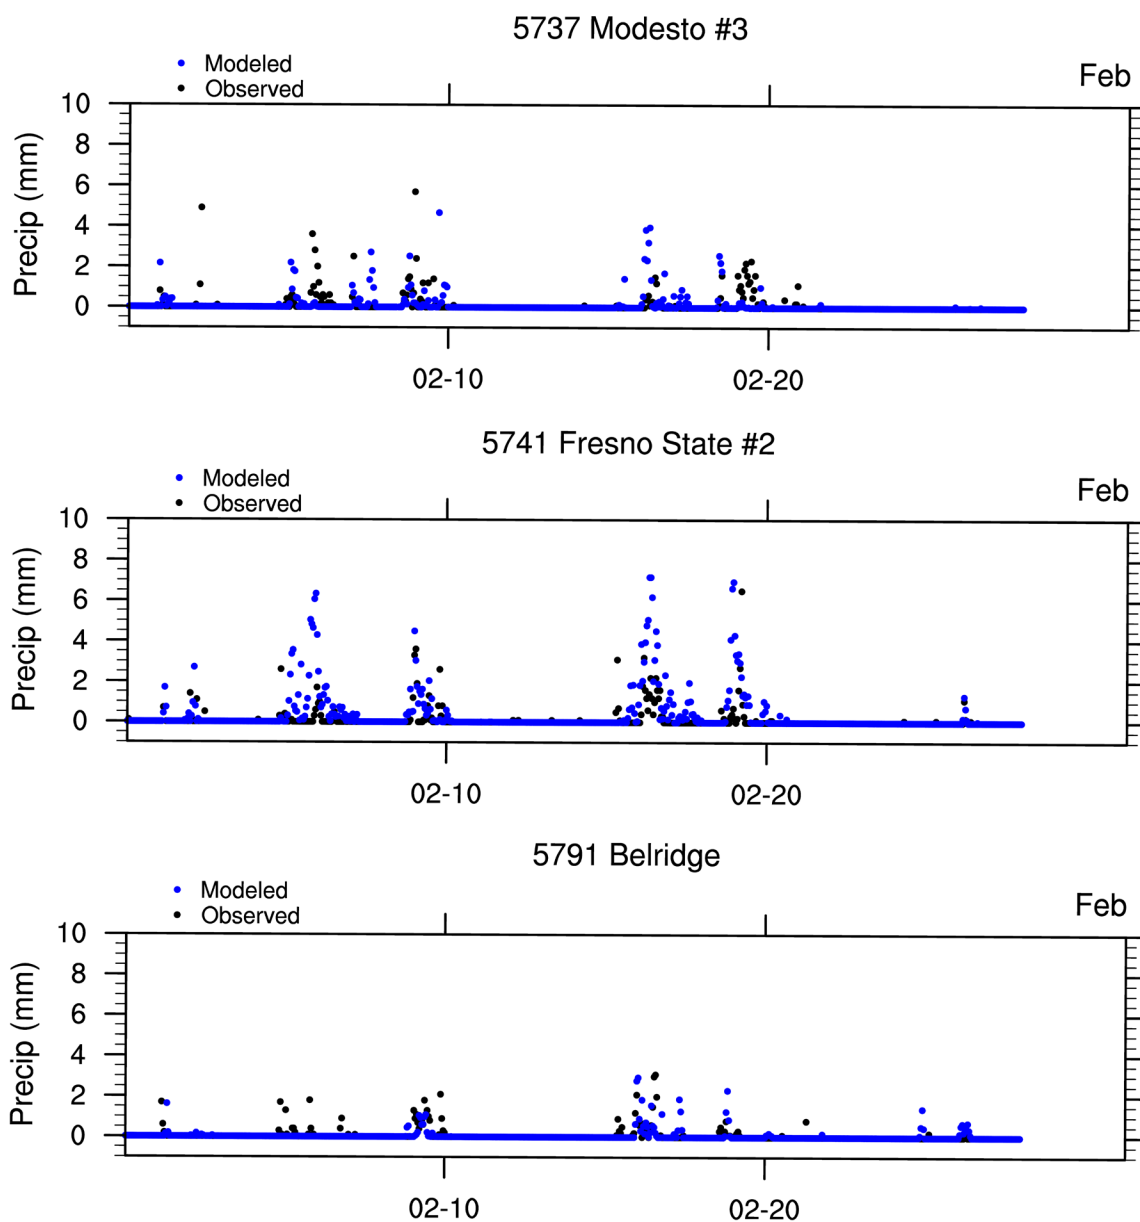 5737 Modesto #3
Modeled
Observed
Feb
10
8
6
4
2
0
Precip (mm)
02-10
02-20
5741 Fresno State #2
Modeled
Observed
Feb
10
8
6
4
2
0
Precip (mm)
02-10
02-20
5791 Belridge
Modeled
Observed
Feb
10
8
6
4
2
0
Precip (mm)
02-10
02-20